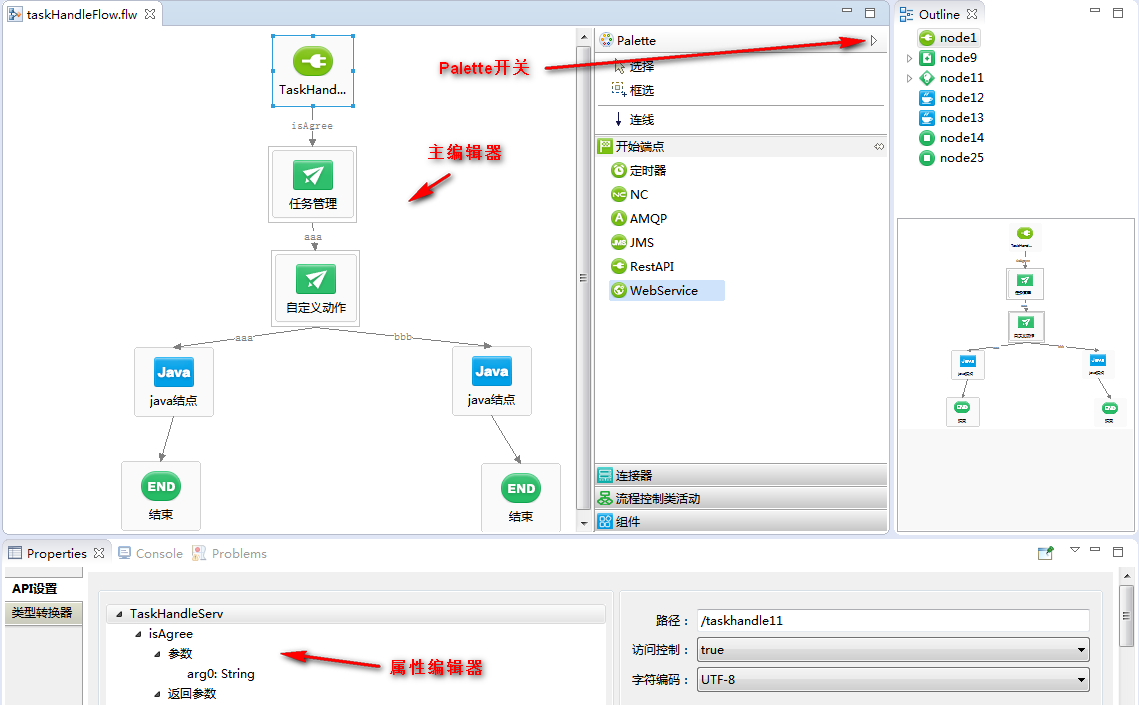 taskHandleFlow.flw
TaskHand...
isAgree
主编辑器
任务管理
aaa
自定义动作
aaa
bbb
Java
java结点
Java
java结点
END
结束
END
结束
Palette
Palette开关
选择
框选
连线
开始端点
定时器
NC
NC
AMQP
JMS
JMS
RestAPI
WebService
连接器
流程控制类活动
组件
Outline
node1
node9
node11
node12
node13
node14
node25
Properties
Console
Problems
API设置
类型转换器
TaskHandleServ
isAgree
参数
arg0: String
返回参数
属性编辑器
路径：
/taskhandle11
访问控制：
true
字符编码：
UTF-8